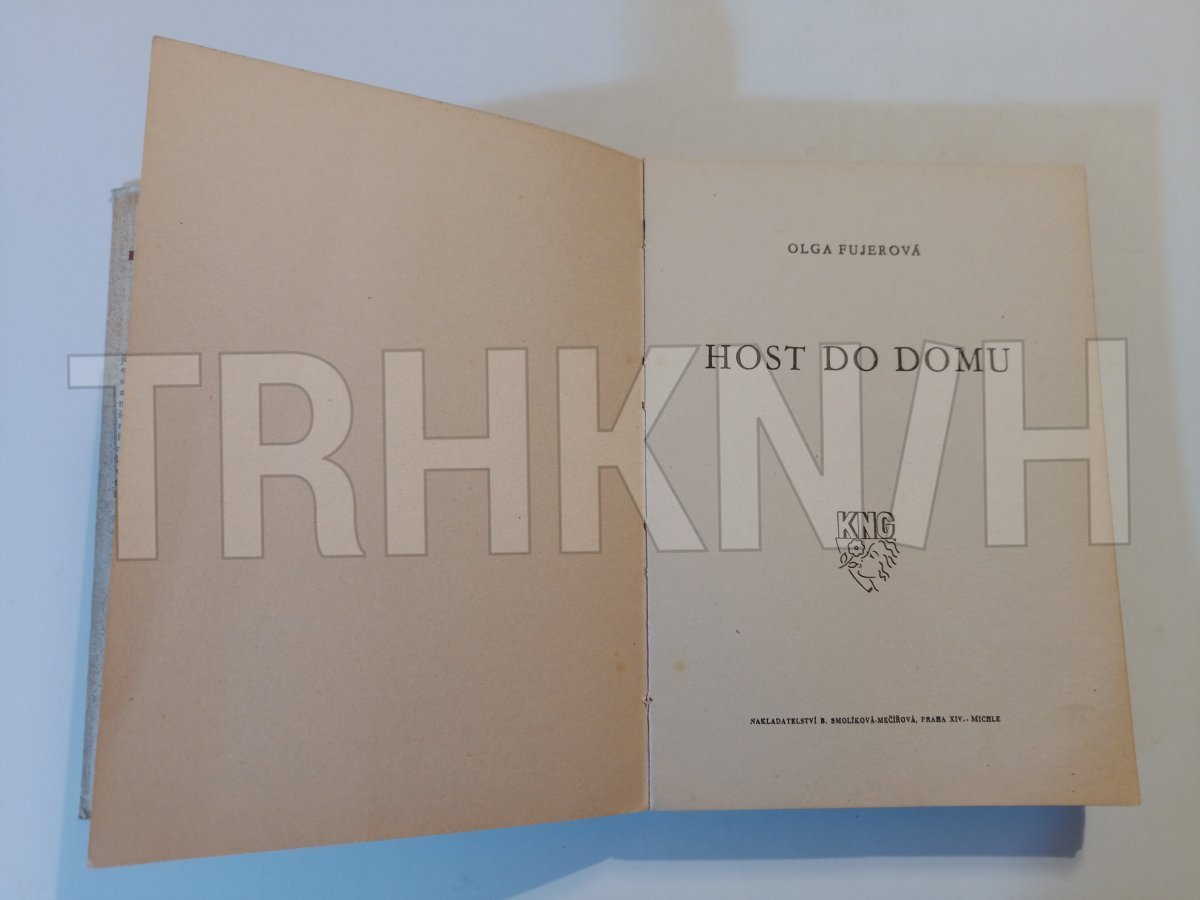 OLGA FUJEROVÁ
HOST DO DOMU
TRHKNIH
KNG
NAKLADATELSTVÍ B. SMOLÍKOVÁ-MEČÍŘOVÁ, PRAHA XIV.- MICHLE